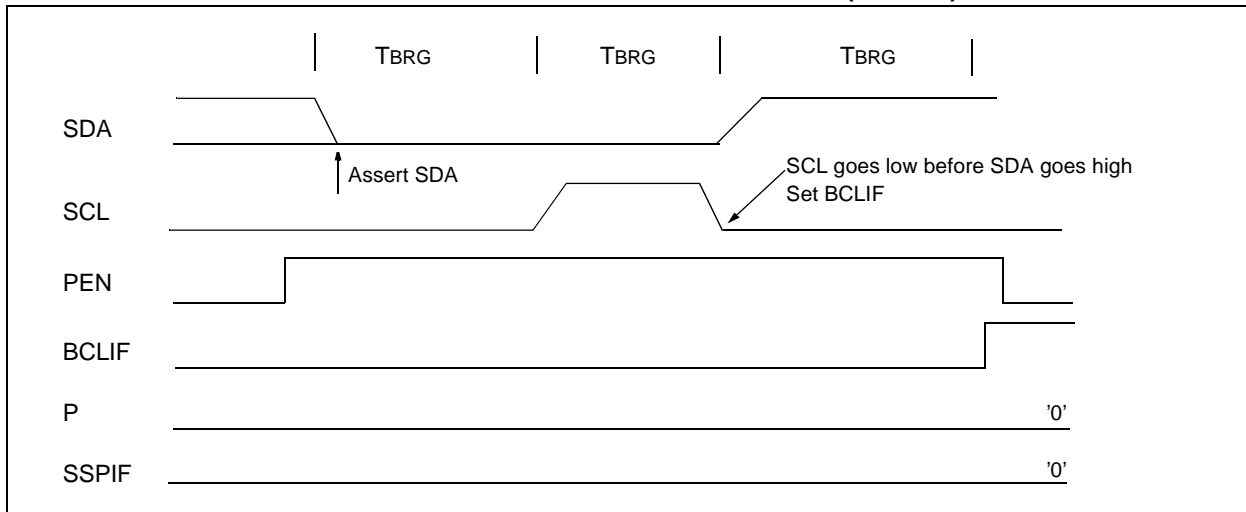 TBRG TBRG TBRG
SDA
Assert SDA
SCL goes low before SDA goes high
Set BCLIF
SCL
PEN
BCLIF
P
'0'
SSPIF
'0'